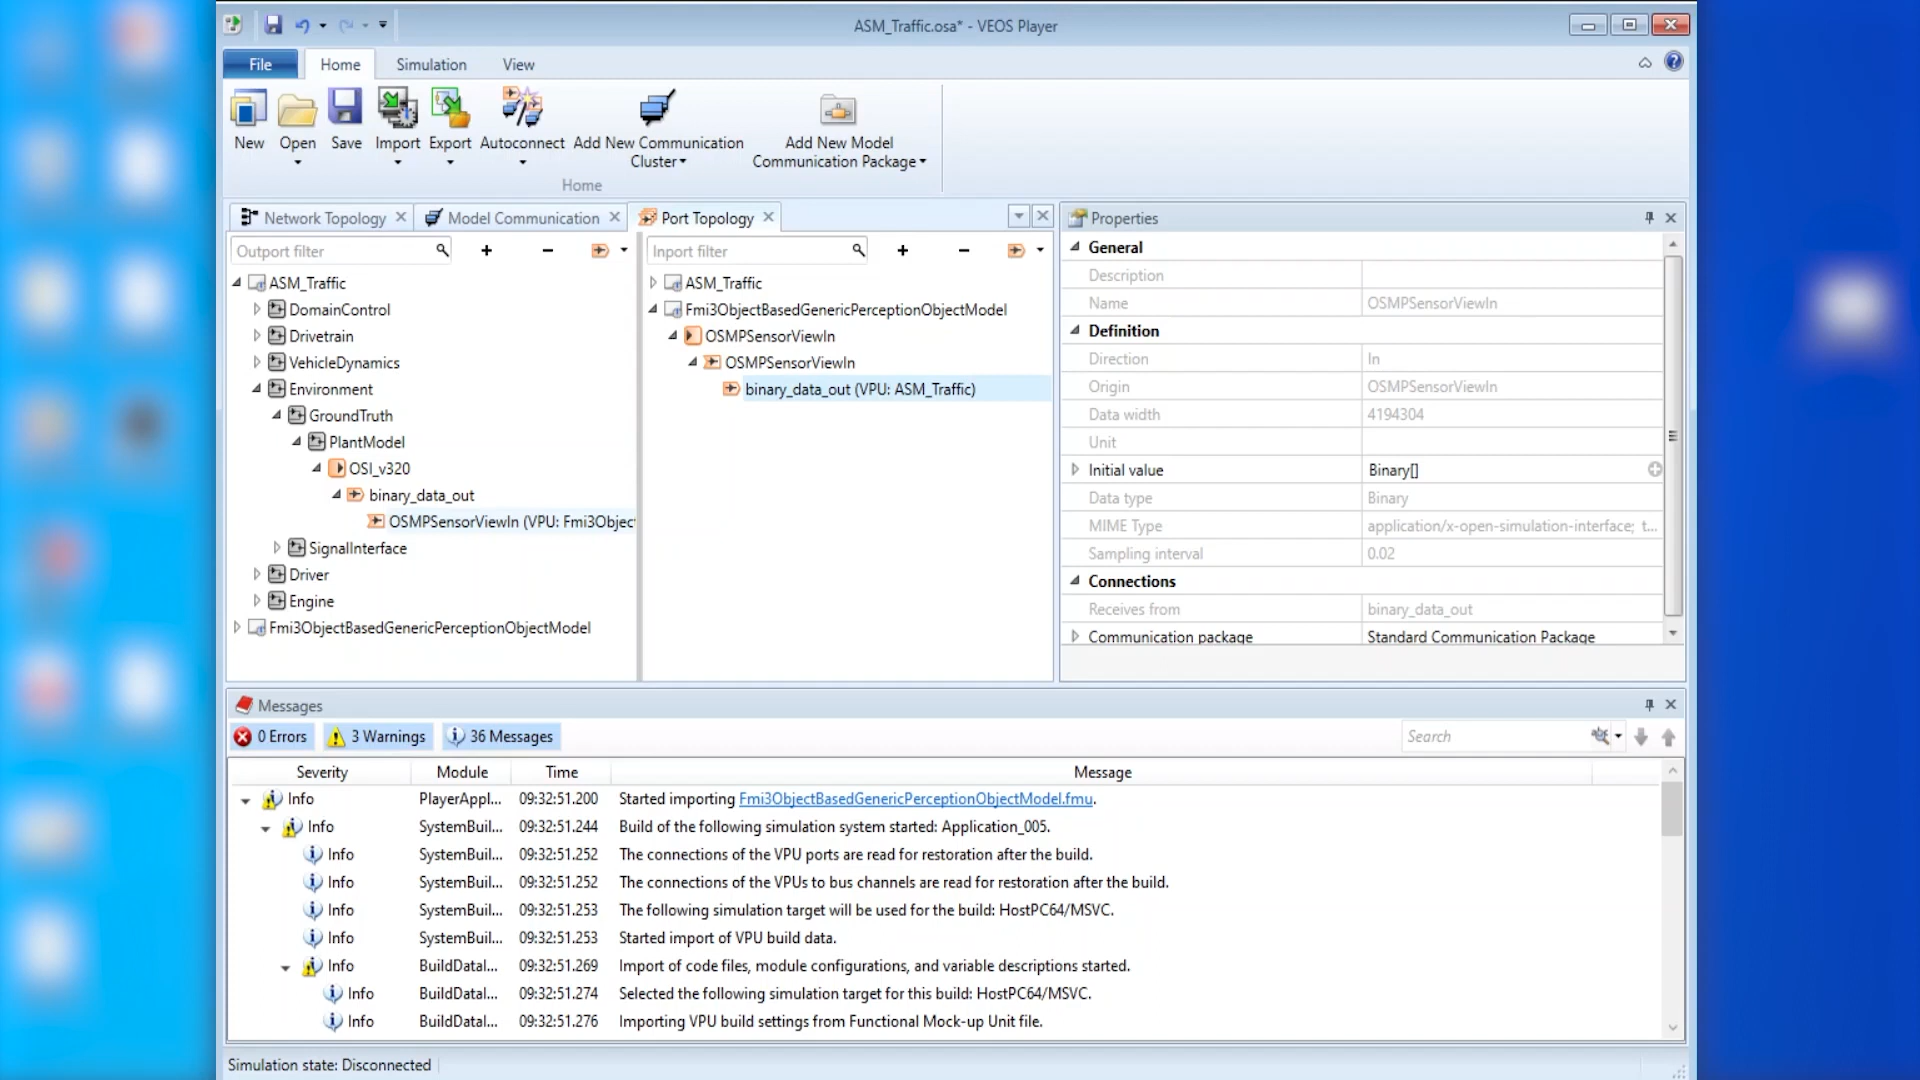 ASM_Traffic.osa* - VEOS Player
File
Home
Simulation
View
New
Open
Save
Import
Export
Autoconnect
Add New Communication
Cluster
Add New Model
Communication Package
Home
Network Topology
Model Communication
Port Topology
Outport filter
ASM_Traffic
DomainControl
Drivetrain
VehicleDynamics
Environment
GroundTruth
PlantModel
OSI_v320
binary_data_out
OSMPSensorViewIn (VPU: Fmi3Objec
SignalInterface
Driver
Engine
Fmi3ObjectBasedGenericPerceptionObjectModel
Inport filter
ASM_Traffic
Fmi3ObjectBasedGenericPerceptionObjectModel
OSMPSensorViewIn
OSMPSensorViewIn
binary_data_out (VPU: ASM_Traffic)
Properties
General
Description
Name OSMPSensorViewIn
Definition
Direction In
Origin OSMPSensorViewIn
Data width 4194304
Unit
Initial value Binary[]
Data type Binary
MIME Type application/x-open-simulation-interface; t...
Sampling interval 0.02
Connections
Receives from binary_data_out
Communication package Standard Communication Package
Messages
0 Errors 3 Warnings 36 Messages
Search
Severity Module Time Message
Info PlayerAppl... 09:32:51.200 Started importing Fmi3ObjectBasedGenericPerceptionObjectModel.fmu.
Info SystemBuil... 09:32:51.244 Build of the following simulation system started: Application_005.
Info SystemBuil... 09:32:51.252 The connections of the VPU ports are read for restoration after the build.
Info SystemBuil... 09:32:51.252 The connections of the VPUs to bus channels are read for restoration after the build.
Info SystemBuil... 09:32:51.253 The following simulation target will be used for the build: HostPC64/MSVC.
Info SystemBuil... 09:32:51.253 Started import of VPU build data.
Info BuildDataI... 09:32:51.269 Import of code files, module configurations, and variable descriptions started.
Info BuildDataI... 09:32:51.274 Selected the following simulation target for this build: HostPC64/MSVC.
Info BuildDataI... 09:32:51.276 Importing VPU build settings from Functional Mock-up Unit file.
Simulation state: Disconnected